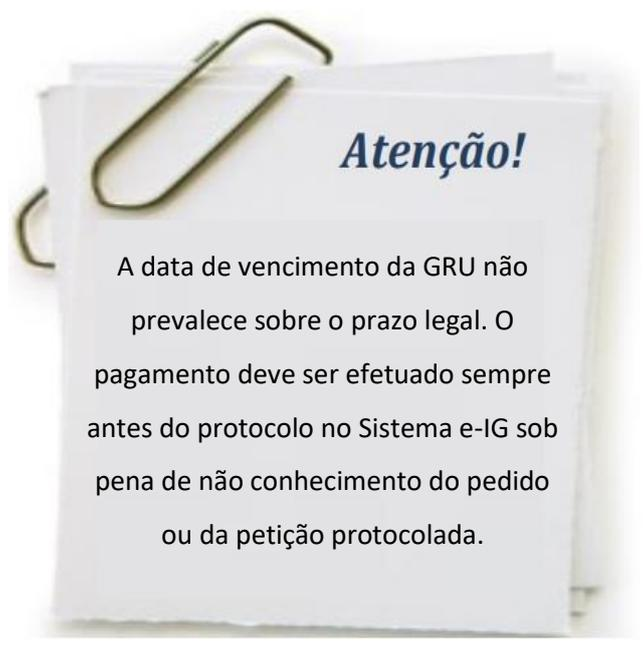 Atenção!
A data de vencimento da GRU não
prevalece sobre o prazo legal. O
pagamento deve ser efetuado sempre
antes do protocolo no Sistema e-IG sob
pena de não conhecimento do pedido
ou da petição protocolada.